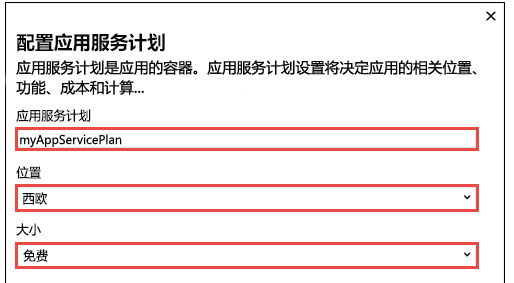 配置应用服务计划
应用服务计划是应用的容器。应用服务计划设置将决定应用的相关位置、
功能、成本和计算...
应用服务计划
myAppServicePlan
位置
西欧
大小
免费